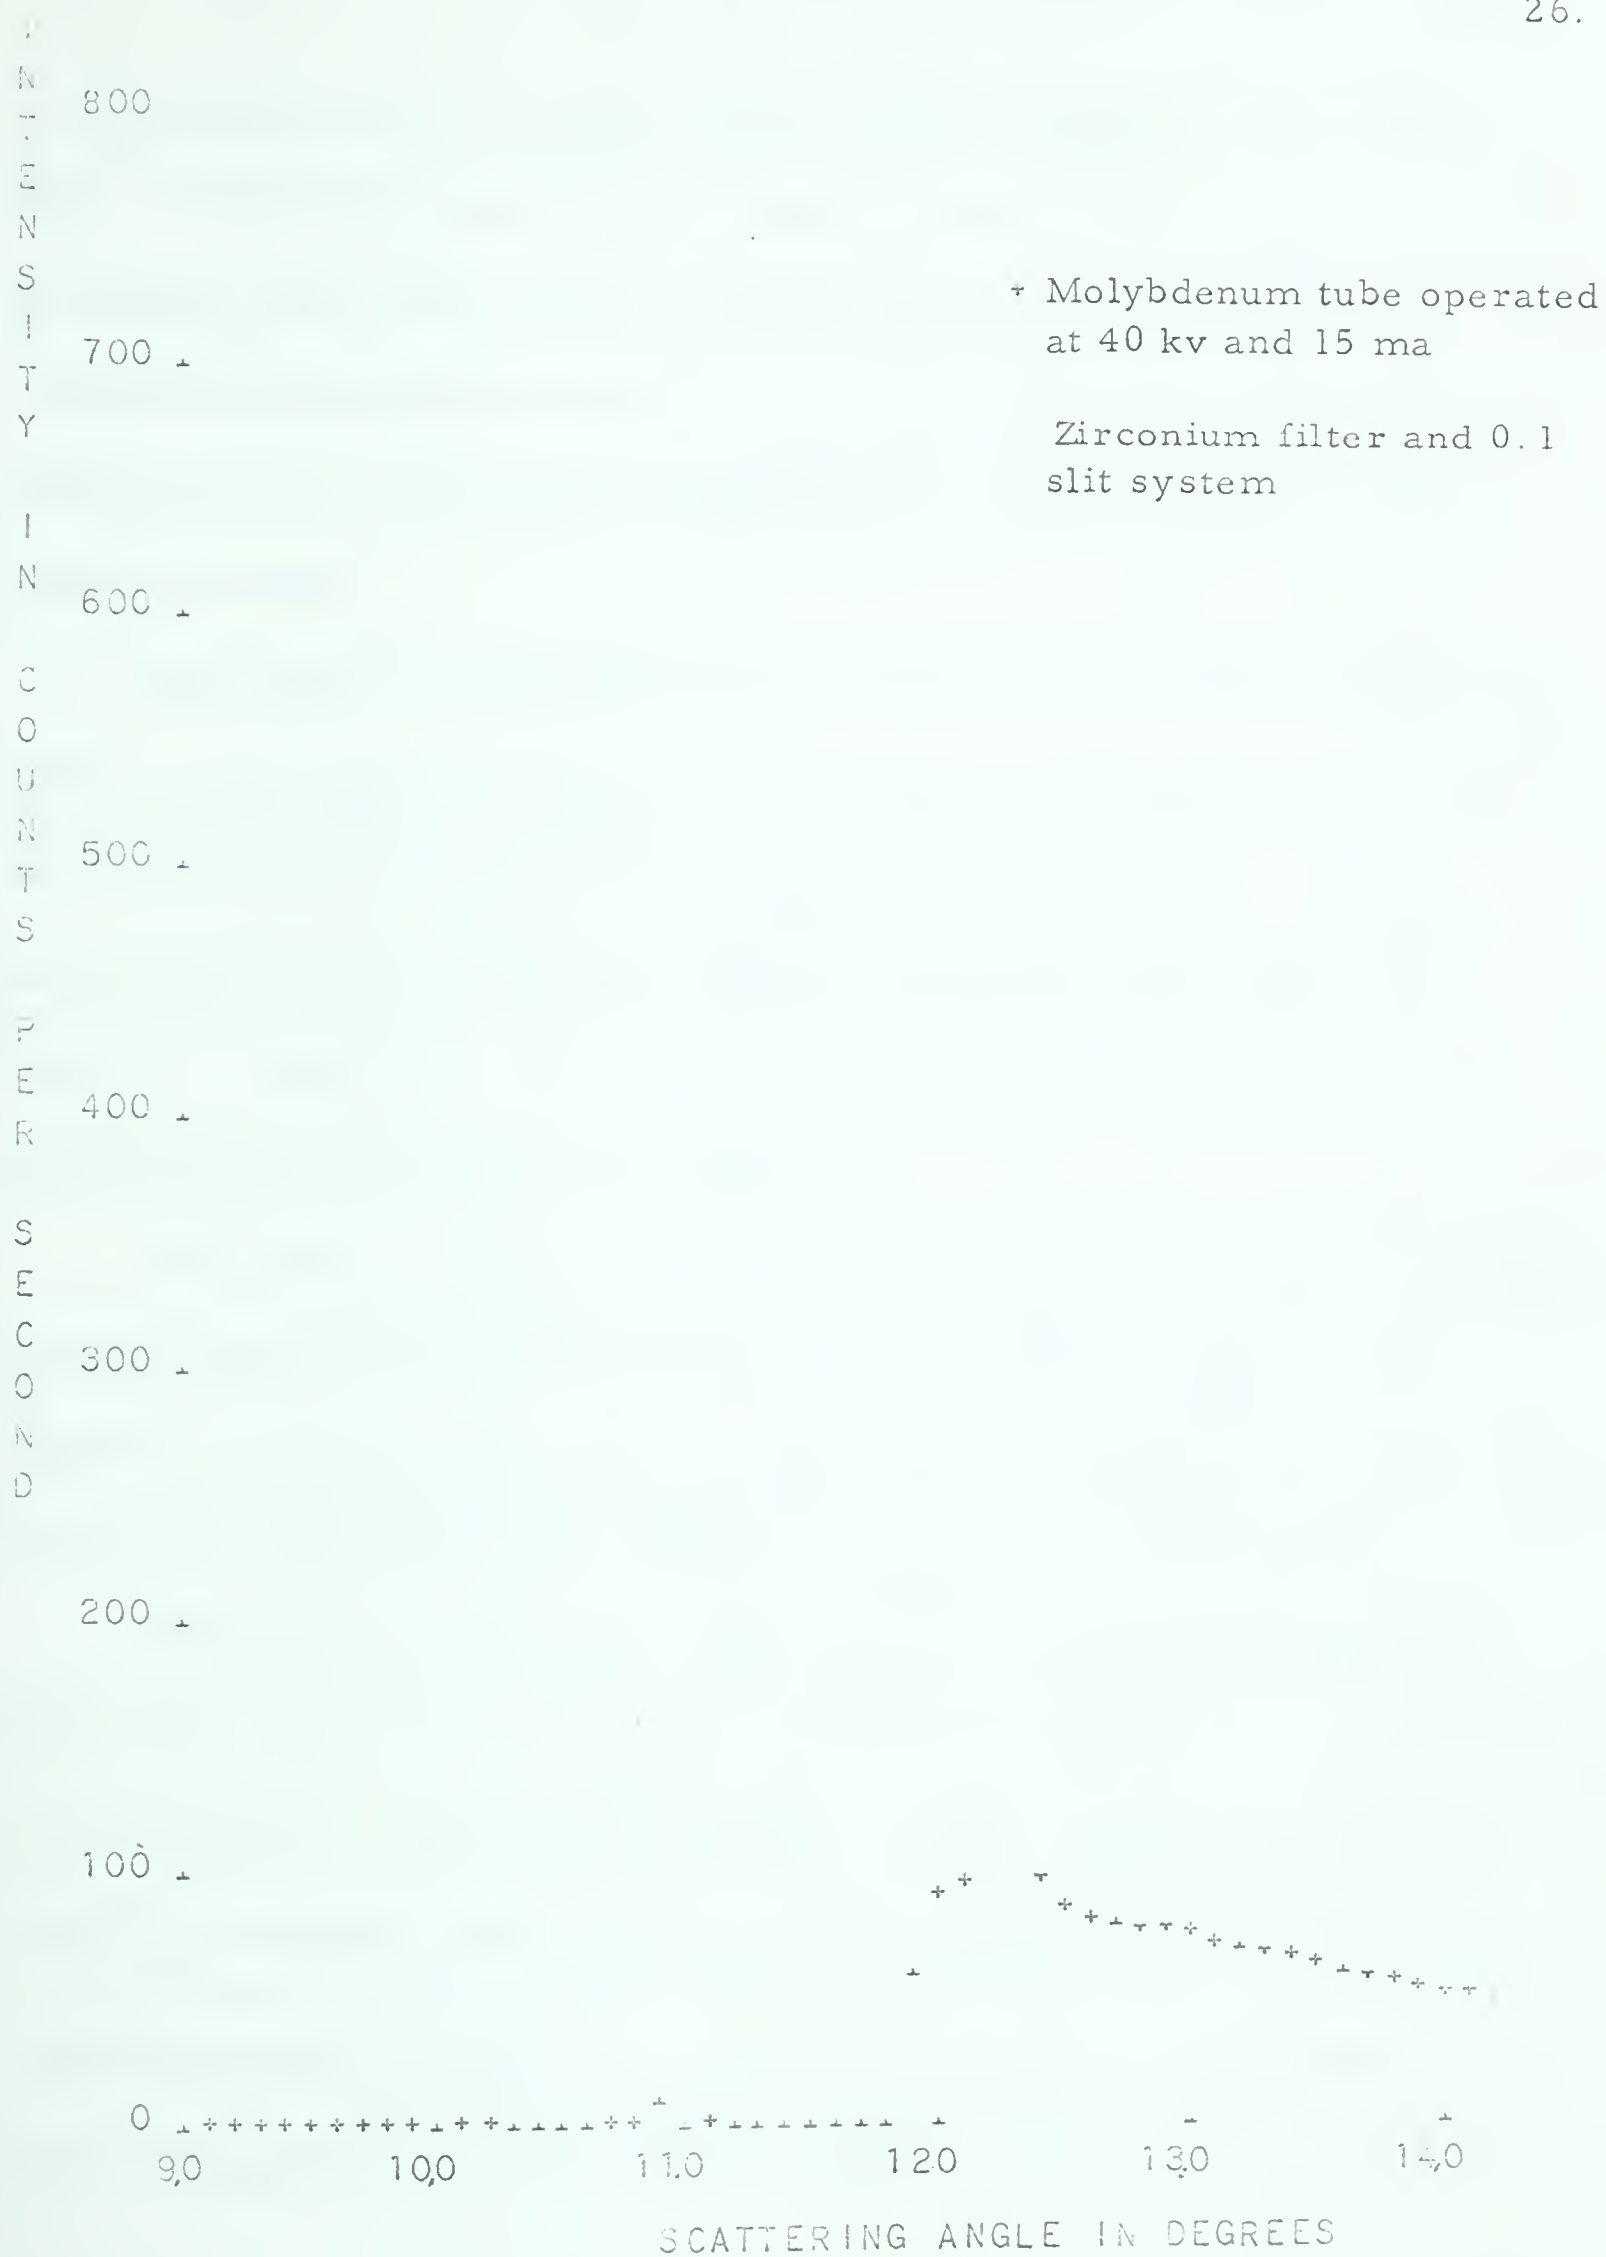 26.
INTENSITY IN COUNTS PER SECOND
800
+ Molybdenum tube operated
at 40 kv and 15 ma
700
Zirconium filter and 0.1
slit system
600
500
400
300
200
100
0
9.0 10.0 11.0 12.0 13.0 14.0
SCATTERING ANGLE IN DEGREES